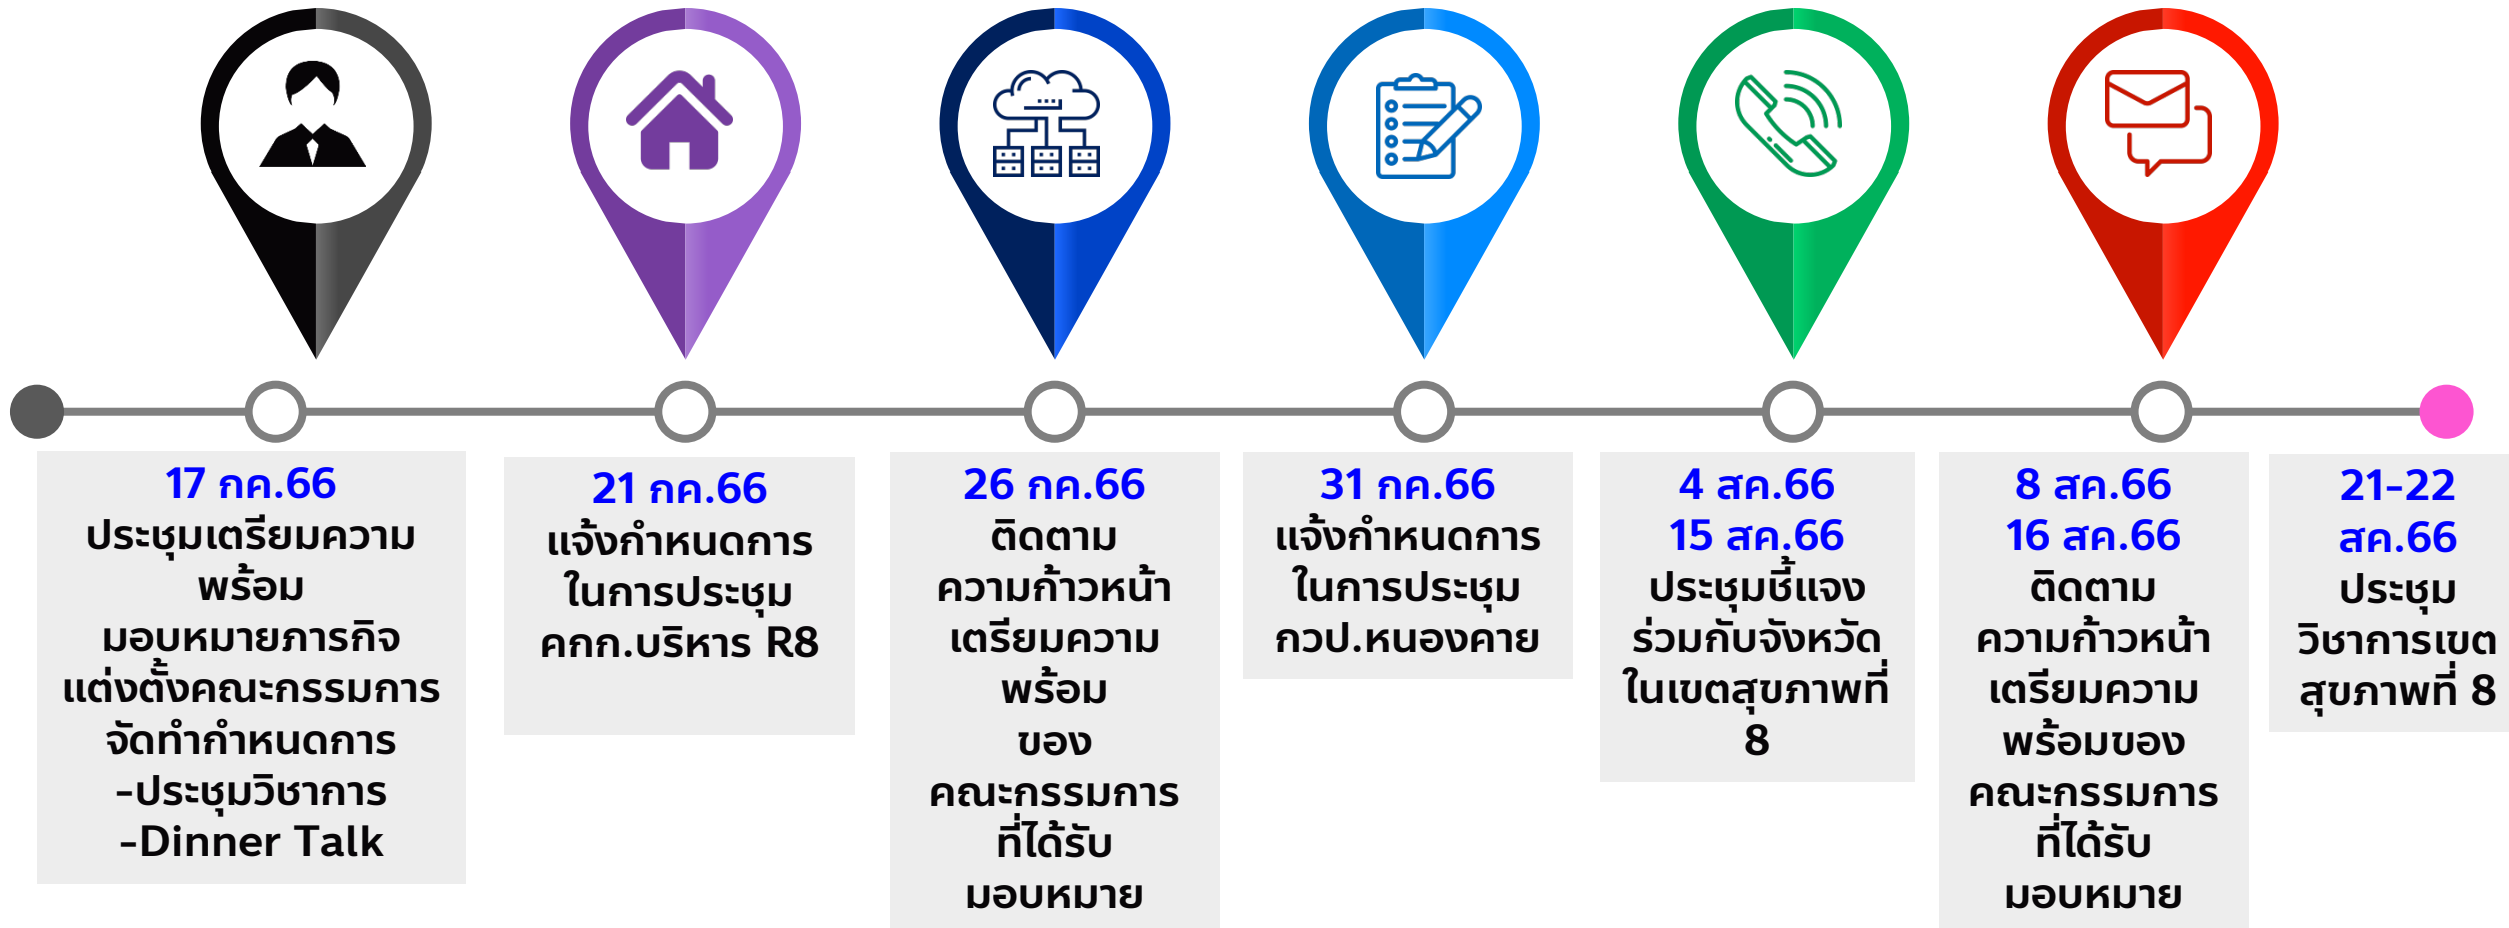 17 กค.66
ประชุมเตรียมความ
พร้อม
มอบหมายภารกิจ
แต่งตั้งคณะกรรมการ
จัดทำกำหนดการ
-ประชุมวิชาการ
-Dinner Talk
21 กค.66
แจ้งกำหนดการ
ในการประชุม
คกก.บริหาร R8
26 กค.66
ติดตาม
ความก้าวหน้า
เตรียมความ
พร้อม
ของ
คณะกรรมการ
ที่ได้รับ
มอบหมาย
31 กค.66
แจ้งกำหนดการ
ในการประชุม
กวป.หนองคาย
4 สค.66
15 สค.66
ประชุมชี้แจง
ร่วมกับจังหวัด
ในเขตสุขภาพที่
8
8 สค.66
16 สค.66
ติดตาม
ความก้าวหน้า
เตรียมความ
พร้อมของ
คณะกรรมการ
ที่ได้รับ
มอบหมาย
21-22
สค.66
ประชุม
วิชาการเขต
สุขภาพที่ 8